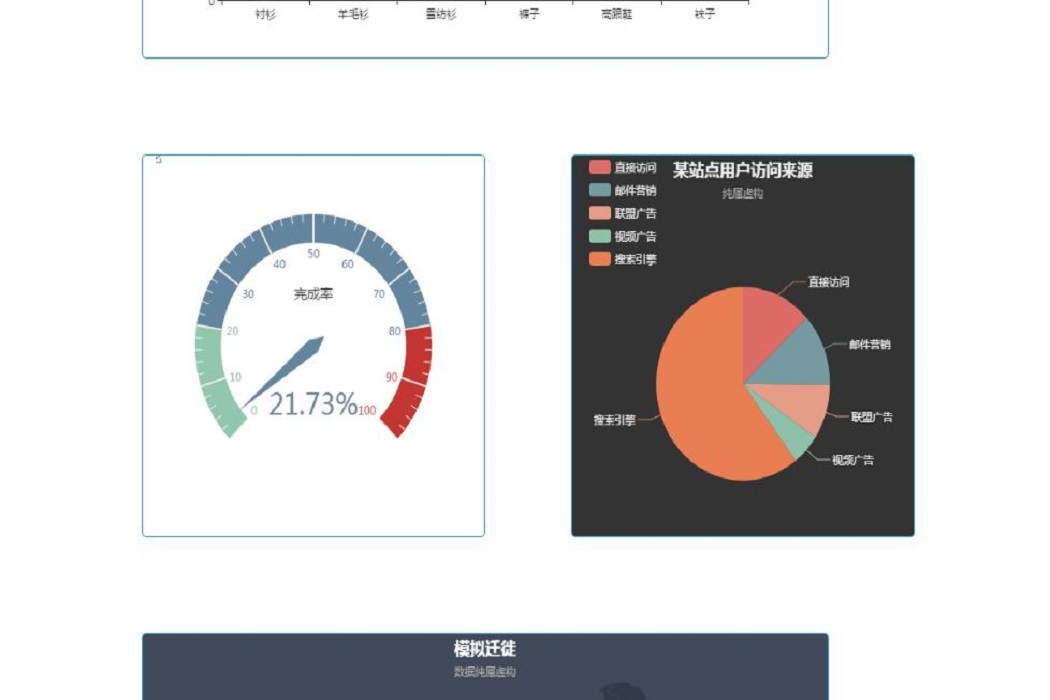 0
衬衫 羊毛衫 雪纺衫 裤子 高跟鞋 袜子
50
40 60
完成率
30 70
20 80
10 90
0 21.73% 100
直接访问 某站点用户访问来源
邮件营销 纯属虚构
联盟广告
视频广告
搜索引擎
直接访问
邮件营销
联盟广告
搜索引擎
视频广告
模拟迁徙
数据纯属虚构